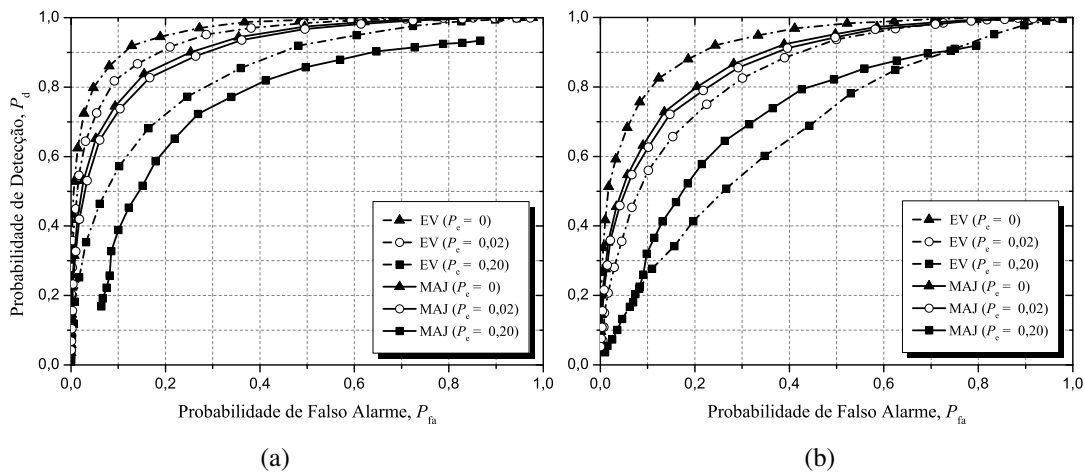 1,0
0,8
0,6
0,4
0,2
0,0
Probabilidade de Detecção, Pd
0,0 0,2 0,4 0,6 0,8 1,0
Probabilidade de Falso Alarme, Pfa
EV (Pe = 0)
EV (Pe = 0,02)
EV (Pe = 0,20)
MAJ (Pe = 0)
MAJ (Pe = 0,02)
MAJ (Pe = 0,20)
(a)
1,0
0,8
0,6
0,4
0,2
0,0
0,0 0,2 0,4 0,6 0,8 1,0
Probabilidade de Falso Alarme, Pfa
EV (Pe = 0)
EV (Pe = 0,02)
EV (Pe = 0,20)
MAJ (Pe = 0)
MAJ (Pe = 0,02)
MAJ (Pe = 0,20)
(b)